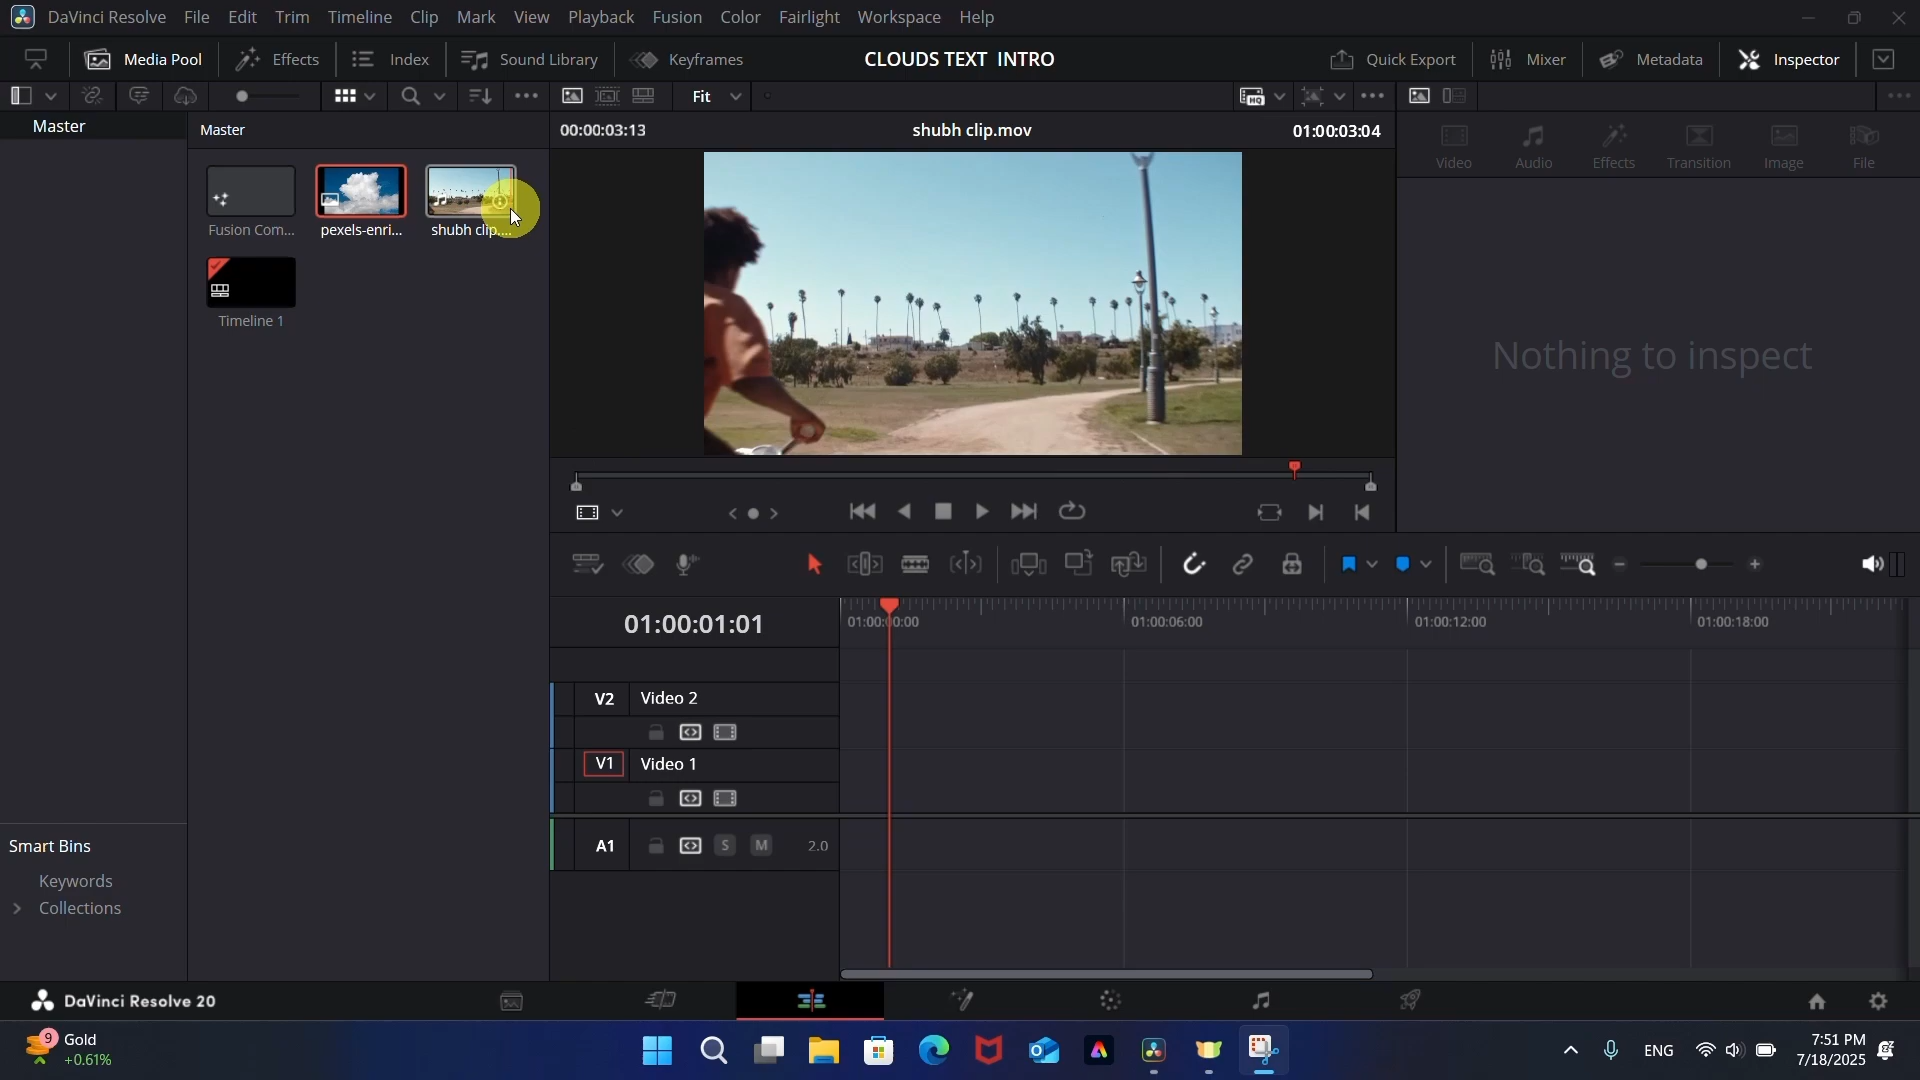 DaVinci Resolve File Edit Trim Timeline Clip Mark View Playback Fusion Color Fairlight Workspace Help
Media Pool Effects Index Sound Library Keyframes CLOUDS TEXT INTRO Quick Export Mixer Metadata Inspector
Fit HQ
Master Master 00:00:03:13 shubh clip.mov 01:00:03:04
Video Audio Effects Transition Image File
Fusion Com... pexels-enri... shubh clip....
Timeline 1
Nothing to inspect
01:00:01:01 01:00:00:00 01:00:06:00 01:00:12:00 01:00:18:00
V2 Video 2
V1 Video 1
A1 S M 2.0
Smart Bins
Keywords
Collections
DaVinci Resolve 20
9 Gold
+0.61%
ENG
7:51 PM
7/18/2025